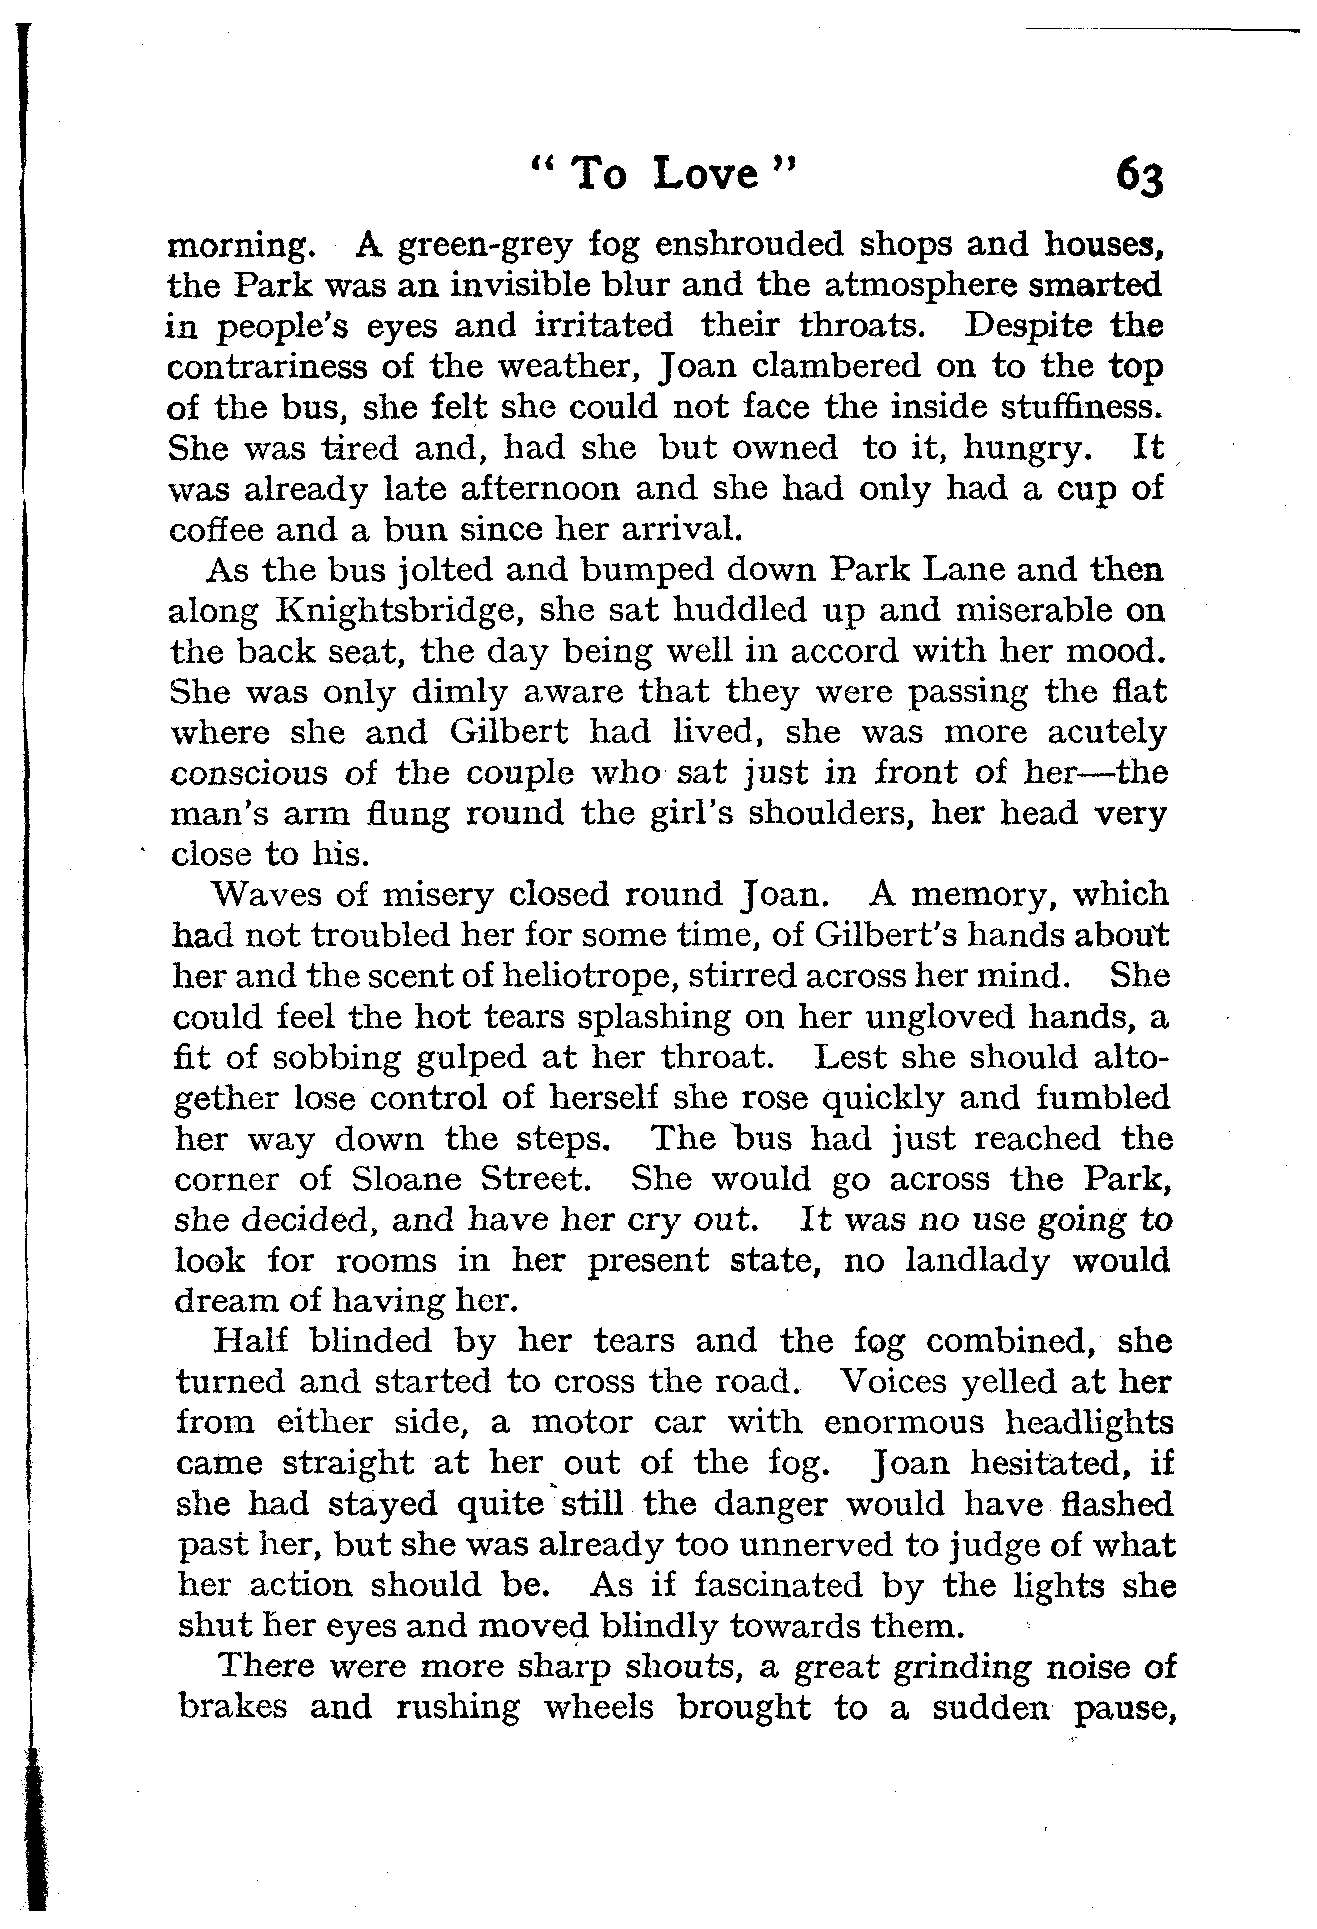 “ To Love ” 63
morning. A green-grey fog enshrouded shops and houses,
the Park was an invisible blur and the atmosphere smarted
in people's eyes and irritated their throats. Despite the
contrariness of the weather, Joan clambered on to the top
of the bus, she felt she could not face the inside stuffiness.
She was tired and, had she but owned to it, hungry. It
was already late afternoon and she had only had a cup of
coffee and a bun since her arrival.
As the bus jolted and bumped down Park Lane and then
along Knightsbridge, she sat huddled up and miserable on
the back seat, the day being well in accord with her mood.
She was only dimly aware that they were passing the flat
where she and Gilbert had lived, she was more acutely
conscious of the couple who sat just in front of her—the
man's arm flung round the girl's shoulders, her head very
close to his.
Waves of misery closed round Joan. A memory, which
had not troubled her for some time, of Gilbert's hands about
her and the scent of heliotrope, stirred across her mind. She
could feel the hot tears splashing on her ungloved hands, a
fit of sobbing gulped at her throat. Lest she should alto-
gether lose control of herself she rose quickly and fumbled
her way down the steps. The bus had just reached the
corner of Sloane Street. She would go across the Park,
she decided, and have her cry out. It was no use going to
look for rooms in her present state, no landlady would
dream of having her.
Half blinded by her tears and the fog combined, she
turned and started to cross the road. Voices yelled at her
from either side, a motor car with enormous headlights
came straight at her out of the fog. Joan hesitated, if
she had stayed quite still the danger would have flashed
past her, but she was already too unnerved to judge of what
her action should be. As if fascinated by the lights she
shut her eyes and moved blindly towards them.
There were more sharp shouts, a great grinding noise of
brakes and rushing wheels brought to a sudden pause,